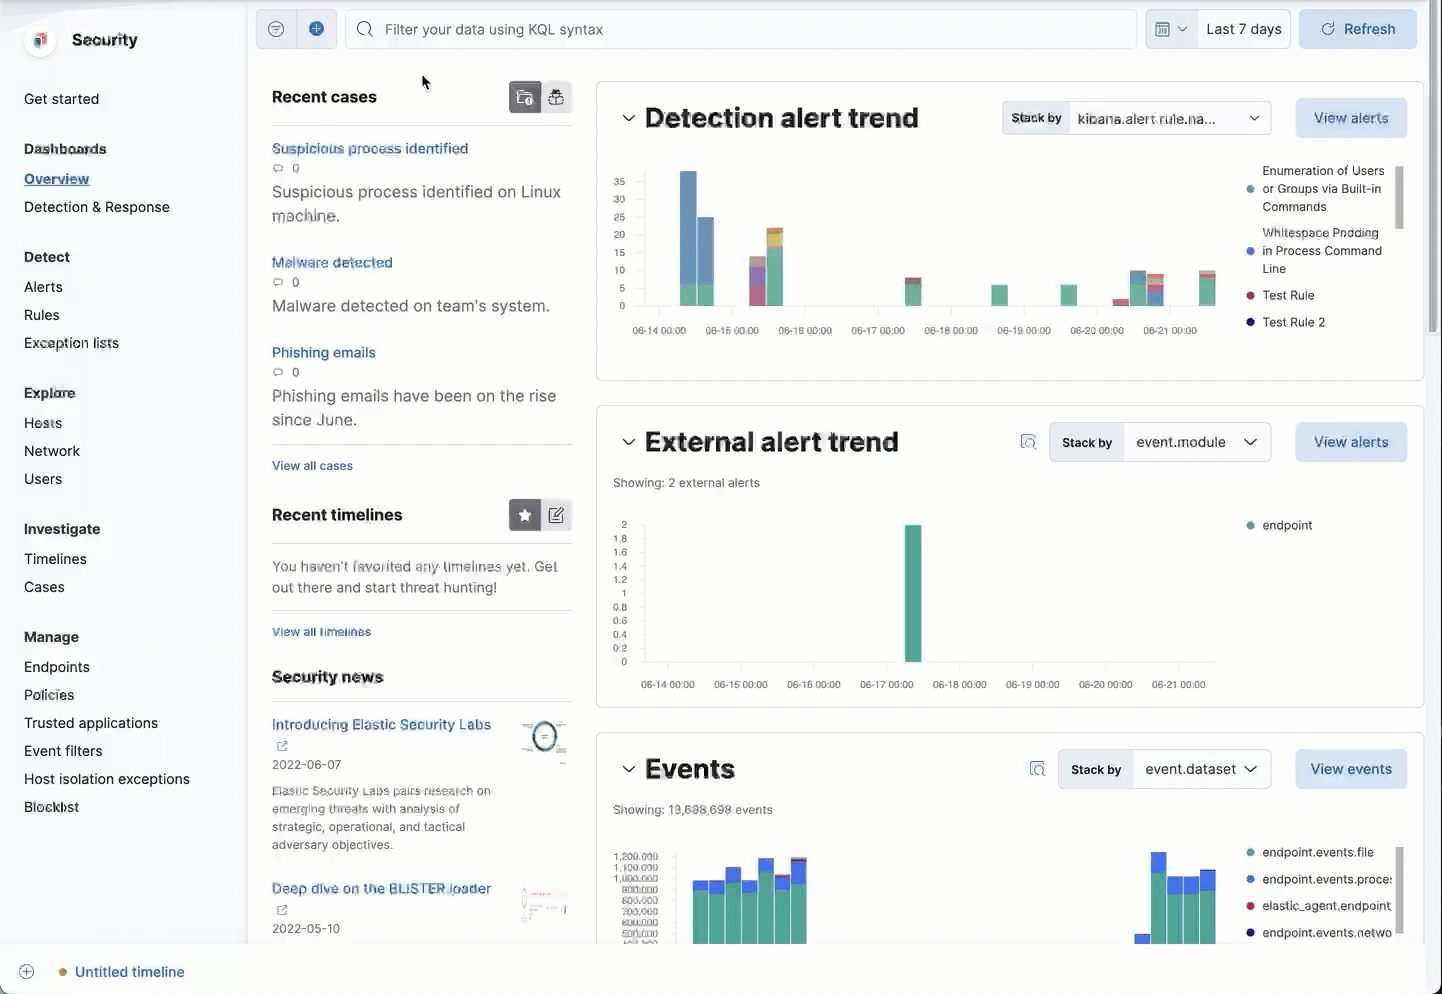 Security
Filter your data using KQL syntax
Last 7 days
Refresh
Get started
Dashboards
Overview
Detection & Response
Detect
Alerts
Rules
Exception lists
Explore
Hosts
Network
Users
Investigate
Timelines
Cases
Manage
Endpoints
Policies
Trusted applications
Event filters
Host isolation exceptions
Blocklist
Recent cases
Suspicious process identified
0
Suspicious process identified on Linux
machine.
Malware detected
0
Malware detected on team's system.
Phishing emails
0
Phishing emails have been on the rise
since June.
View all cases
Recent timelines
You haven't favorited any timelines yet. Get
out there and start threat hunting!
View all timelines
Security news
Introducing Elastic Security Labs
2022-06-07
Elastic Security Labs pairs research on
emerging threats with analysis of
strategic, operational, and tactical
adversary objectives.
Deep dive on the BLISTER loader
2022-05-10
Detection alert trend
Stack by
kibana.alert.rule.na...
View alerts
35
30
25
20
15
10
5
0
06-14 00:00
06-15 00:00
06-16 00:00
06-17 00:00
06-18 00:00
06-19 00:00
06-20 00:00
06-21 00:00
Enumeration of Users
or Groups via Built-in
Commands
Whitespace Padding
in Process Command
Line
Test Rule
Test Rule 2
External alert trend
Stack by
event.module
View alerts
Showing: 2 external alerts
2
1.8
1.6
1.4
1.2
1
0.8
0.6
0.4
0.2
0
06-14 00:00
06-15 00:00
06-16 00:00
06-17 00:00
06-18 00:00
06-19 00:00
06-20 00:00
06-21 00:00
endpoint
Events
Stack by
event.dataset
View events
Showing: events
1,200,000
1,100,000
1,000,000
900,000
800,000
700,000
600,000
500,000
endpoint.events.file
endpoint.events.proces
elastic_agent.endpoint
endpoint.events.netwo
Untitled timeline